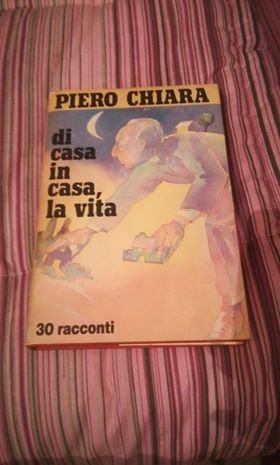 PIERO CHIARA
di
casa
in
casa,
la vita
30 racconti